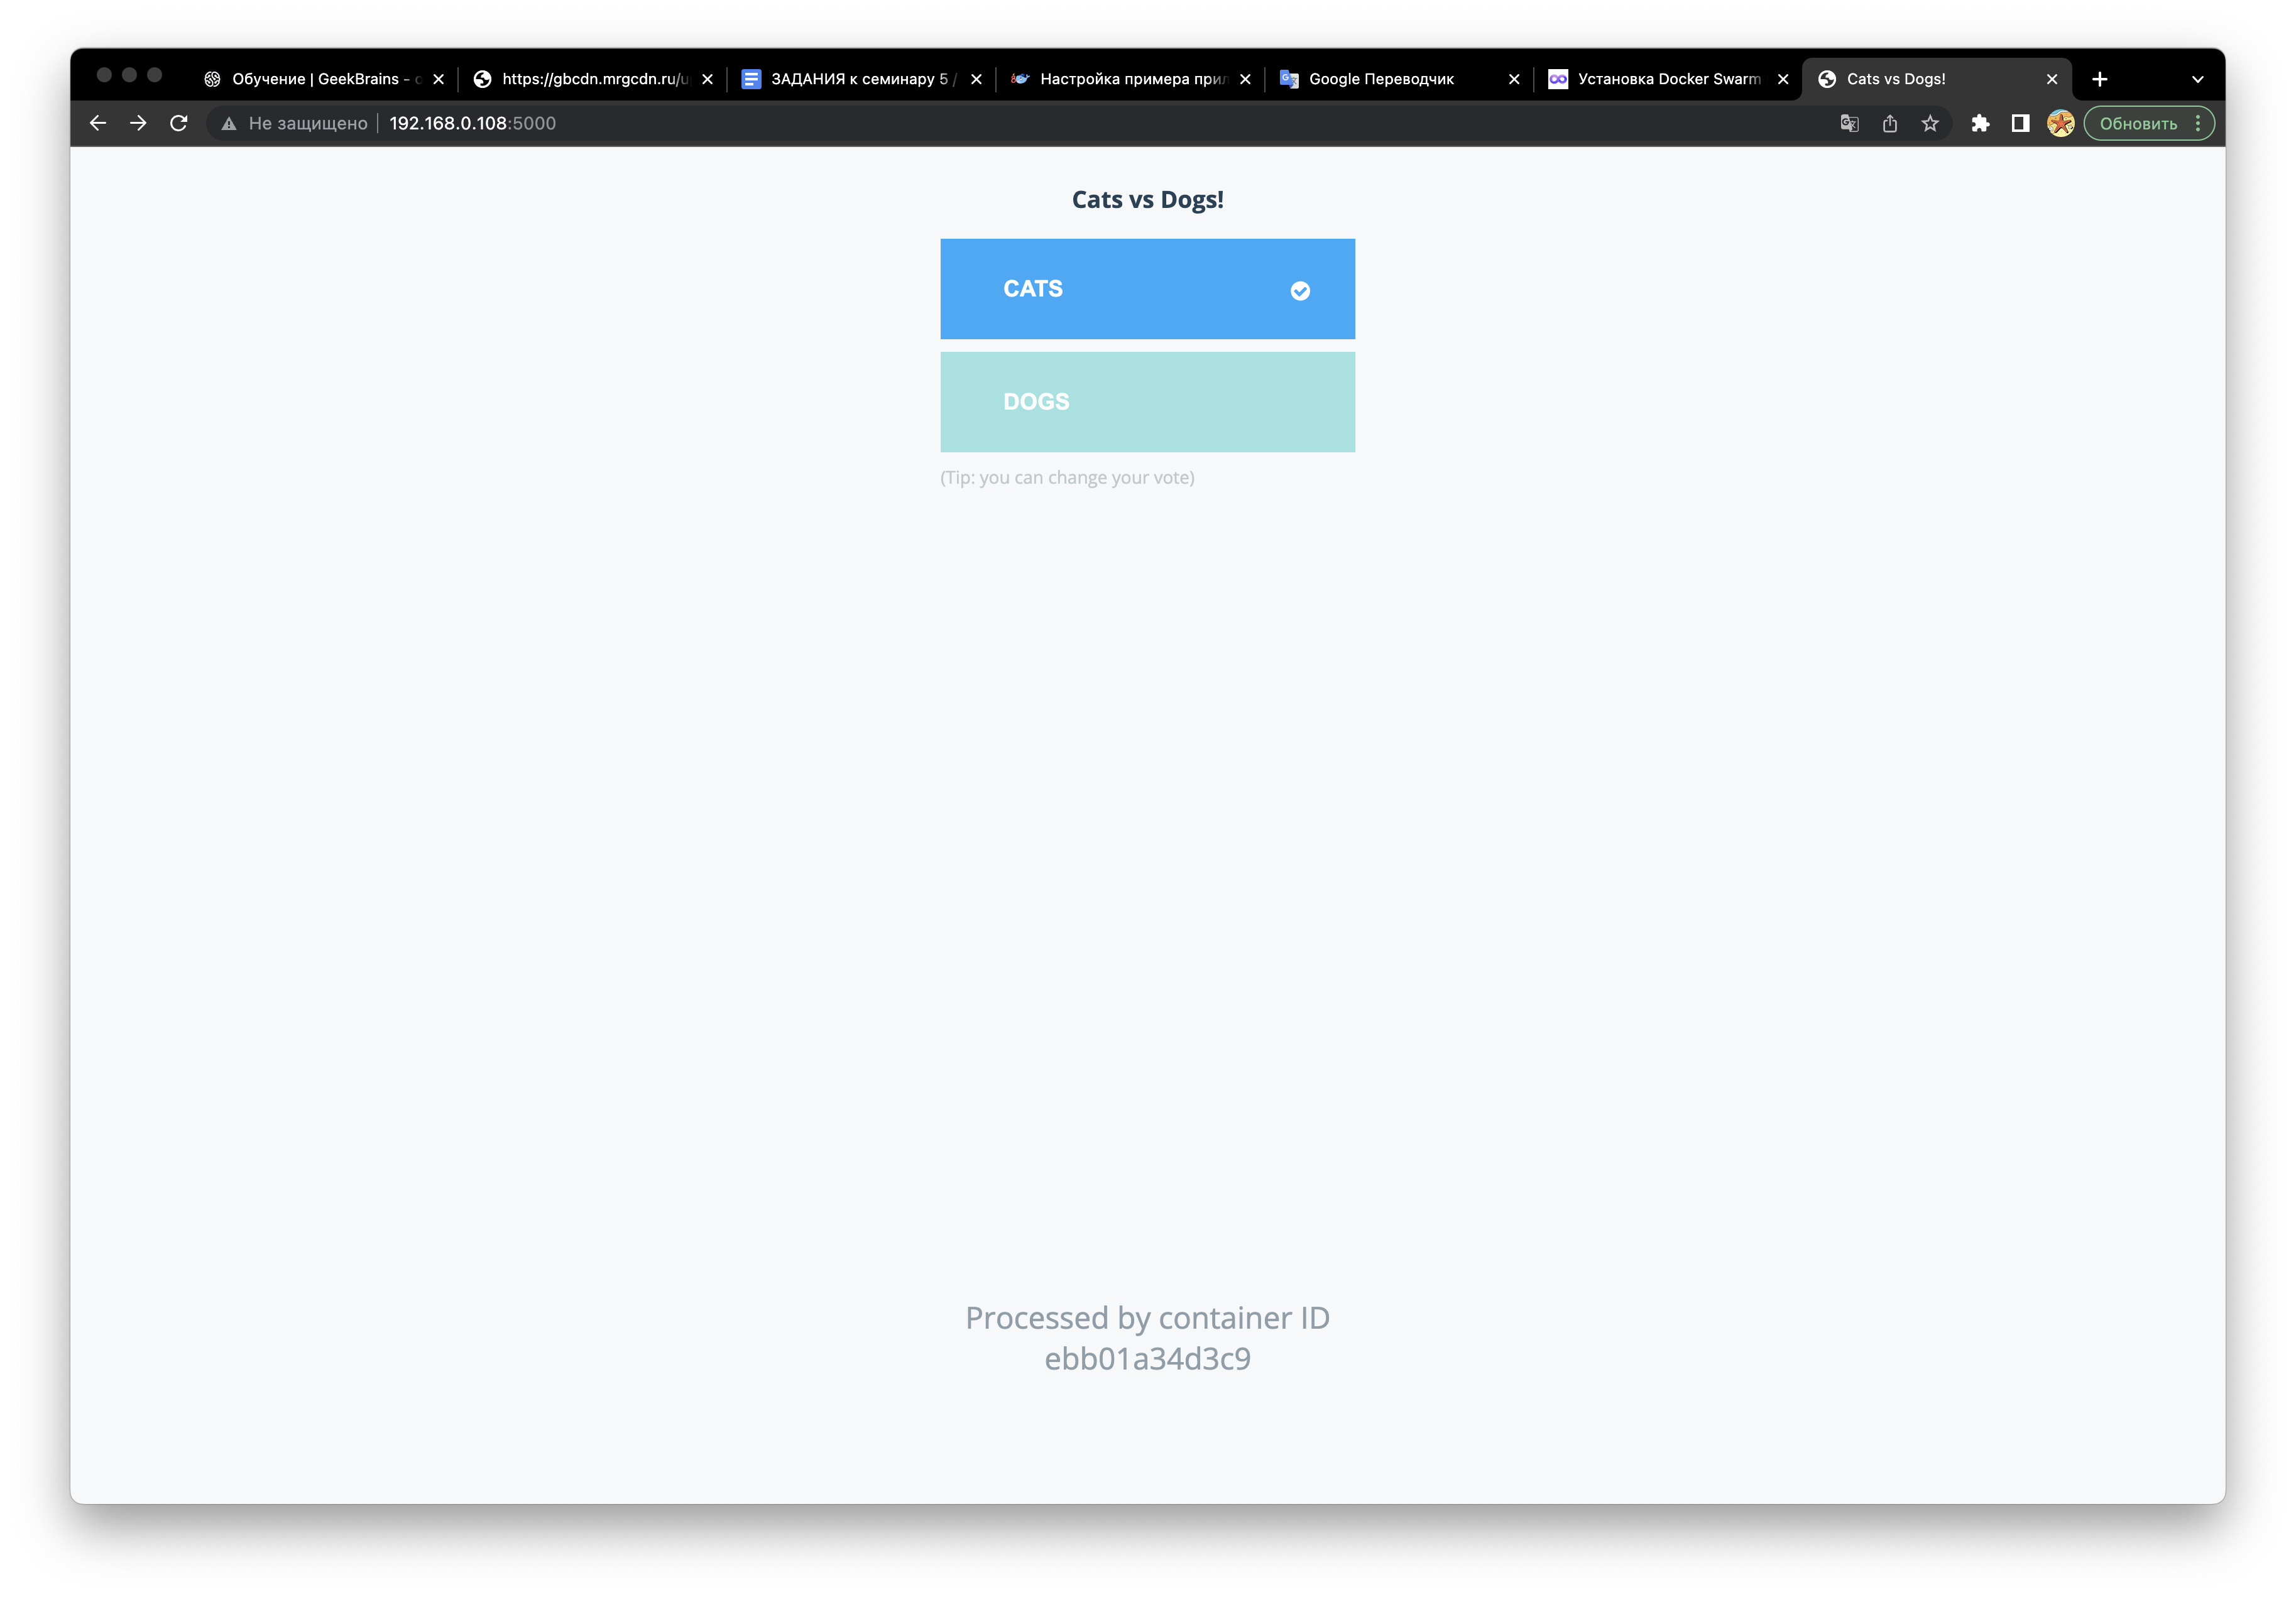 Обучение | GeekBrains -
https://gbcdn.mrgcdn.ru/u
ЗАДАНИЯ к семинару 5 /
Настройка примера прил
Google Переводчик
Установка Docker Swarm
Cats vs Dogs!
Не защищено
192.168.0.108:5000
Обновить
Cats vs Dogs!
CATS
DOGS
(Tip: you can change your vote)
Processed by container ID
ebb01a34d3c9